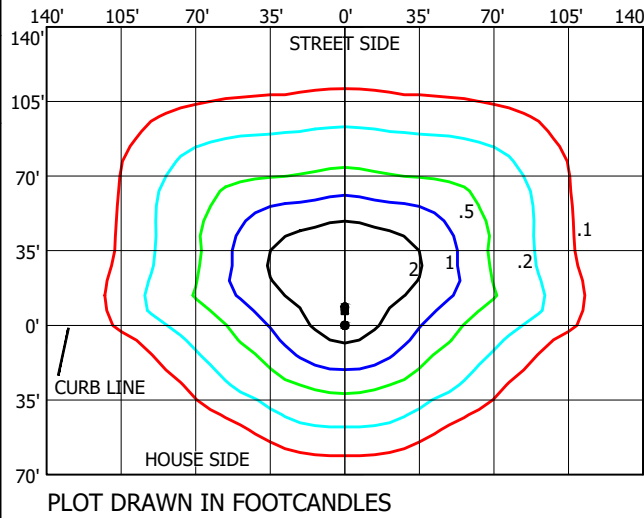 140' 105' 70' 35' 0' 35' 70' 105' 140'
140'
STREET SIDE
105'
70'
.5
.1
35'
2 1 .2
0'
CURB LINE
35'
HOUSE SIDE
70'
PLOT DRAWN IN FOOTCANDLES